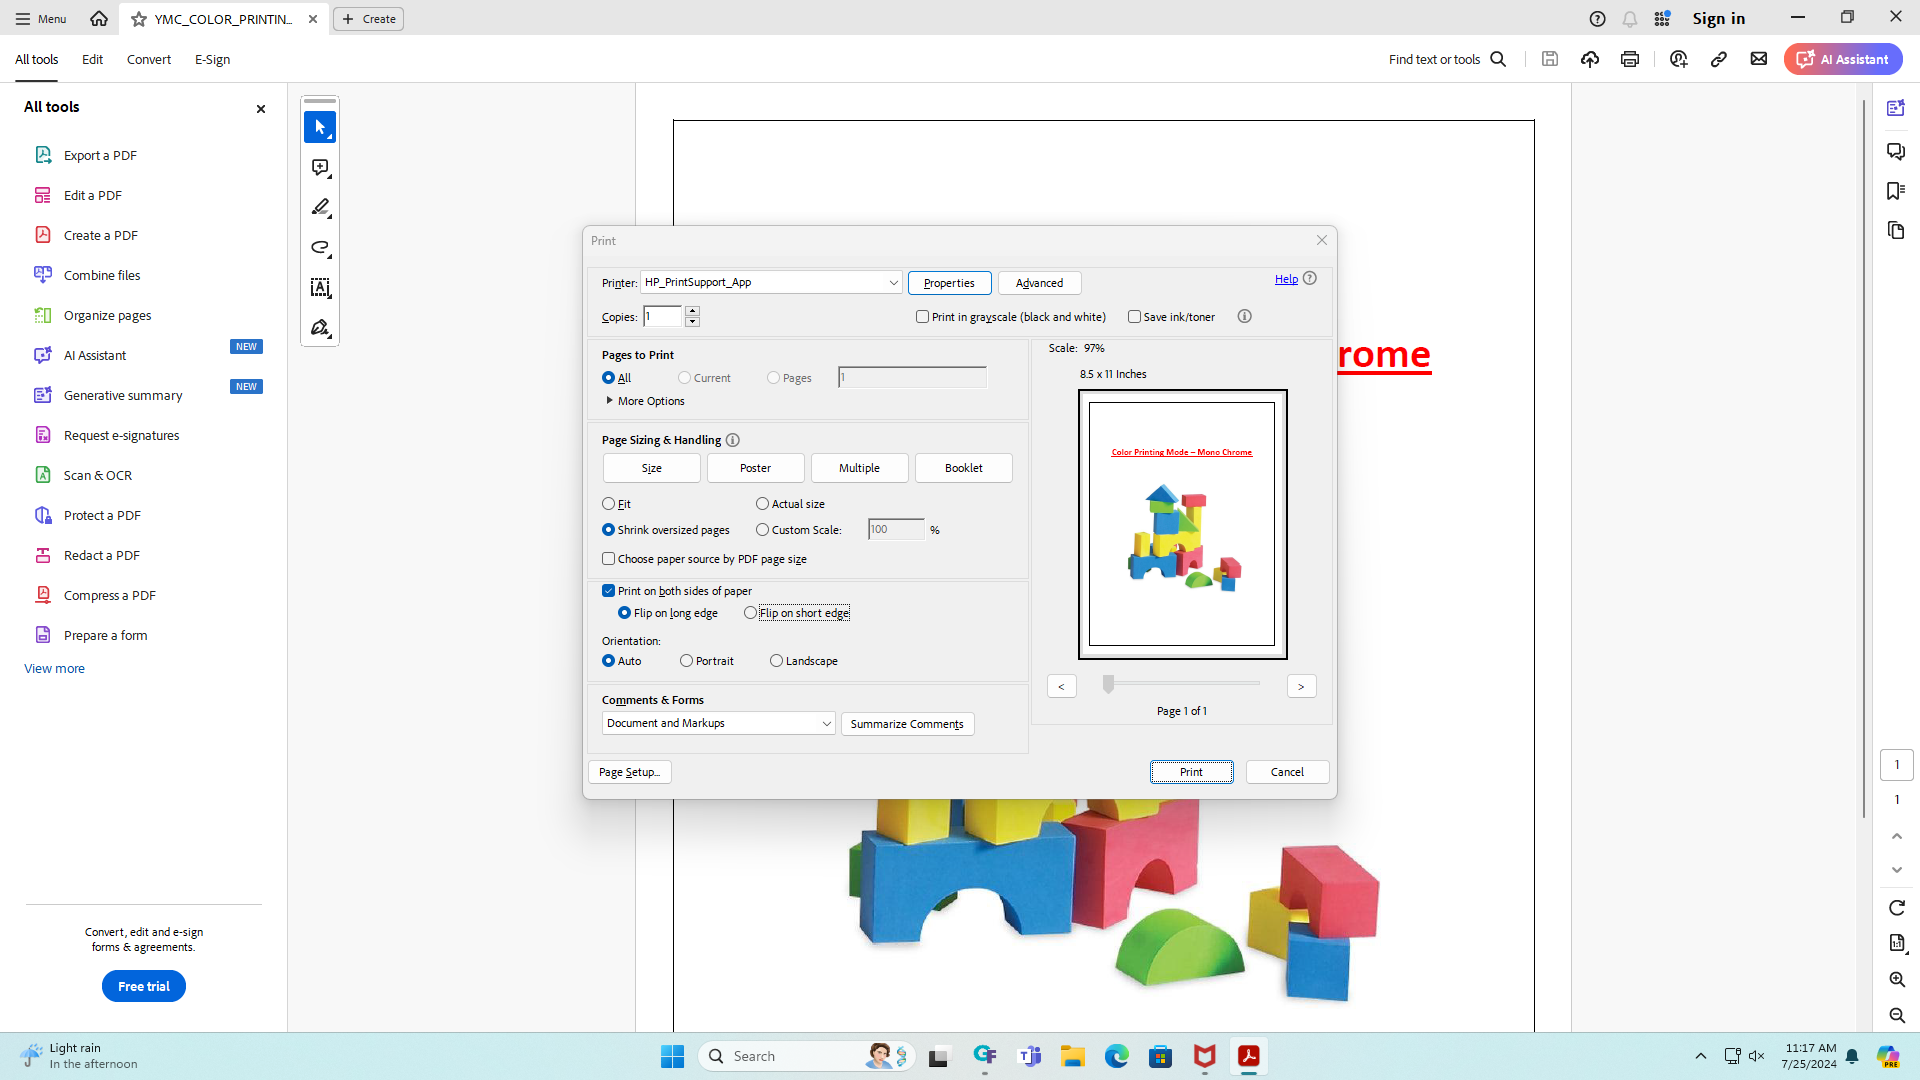 Menu
YMC_COLOR_PRINTIN...
Create
Sign in
All tools
Edit
Convert
E-Sign
Find text or tools
AI Assistant
All tools
Export a PDF
Edit a PDF
Create a PDF
Combine files
Organize pages
AI Assistant
NEW
Generative summary
NEW
Request e-signatures
Scan & OCR
Protect a PDF
Redact a PDF
Compress a PDF
Prepare a form
View more
Convert, edit and e-sign
forms & agreements.
Free trial
rome
Print
Printer: HP_PrintSupport_App
Properties
Advanced
Help
Copies: 1
Print in grayscale (black and white)
Save ink/toner
Pages to Print
All
Current
Pages
1
More Options
Scale: 97%
8.5 x 11 Inches
Color Printing Mode – Mono Chrome
Page Sizing & Handling
Size
Poster
Multiple
Booklet
Fit
Actual size
Shrink oversized pages
Custom Scale:
100
%
Choose paper source by PDF page size
Print on both sides of paper
Flip on long edge
Flip on short edge
Orientation:
Auto
Portrait
Landscape
<
>
Page 1 of 1
Comments & Forms
Document and Markups
Summarize Comments
Page Setup...
Print
Cancel
1
1
1:1
Light rain
In the afternoon
Search
11:17 AM
7/25/2024
PRE